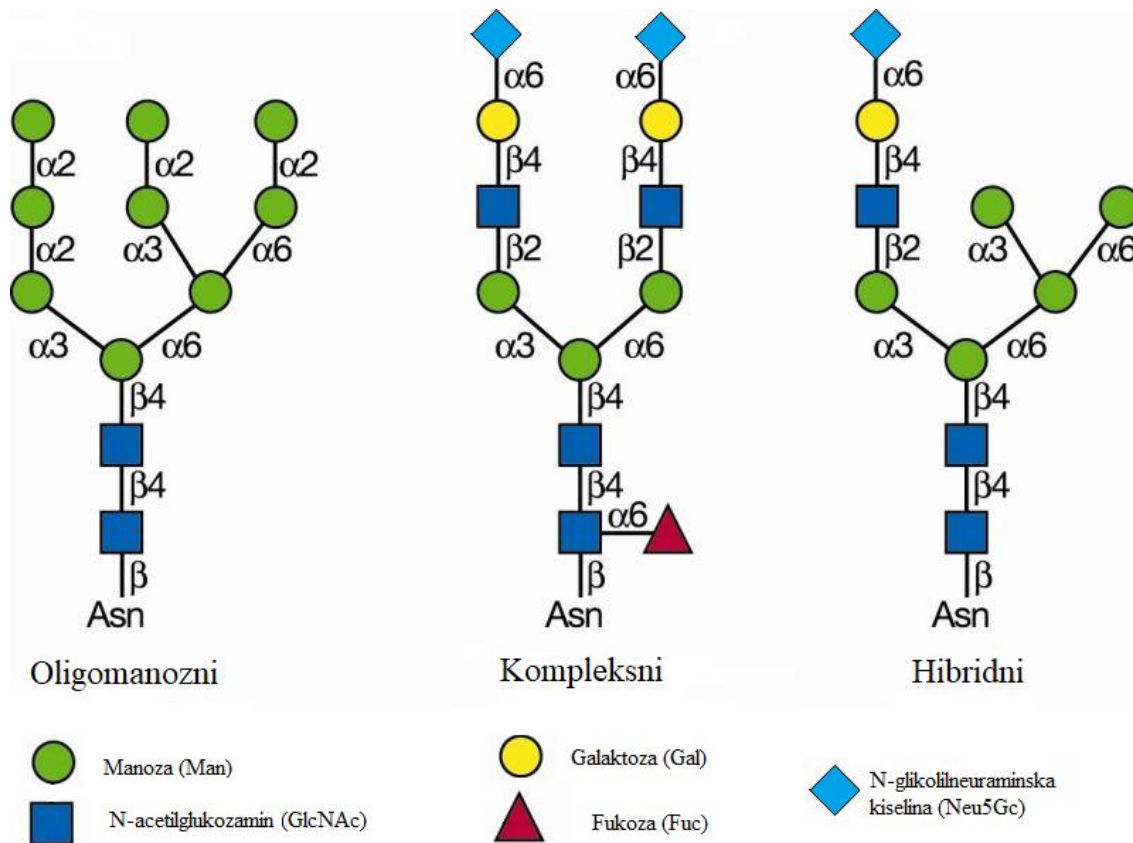 α6 α6 α6
α2 α2 α2 β4 β4 β4
α2 α3 α6 β2 β2 β2 α3 α6
α3 α6 α3 α6 α3 α6
β4 β4 β4
β4 β4 β4
α6
β β β
Asn Asn Asn
Oligomanozni Kompleksni Hibridni
Manoza (Man) Galaktoza (Gal) N-glikolilneuraminska
kiselina (Neu5Gc)
N-acetilglukozamin (GlcNAc) Fukoza (Fuc)